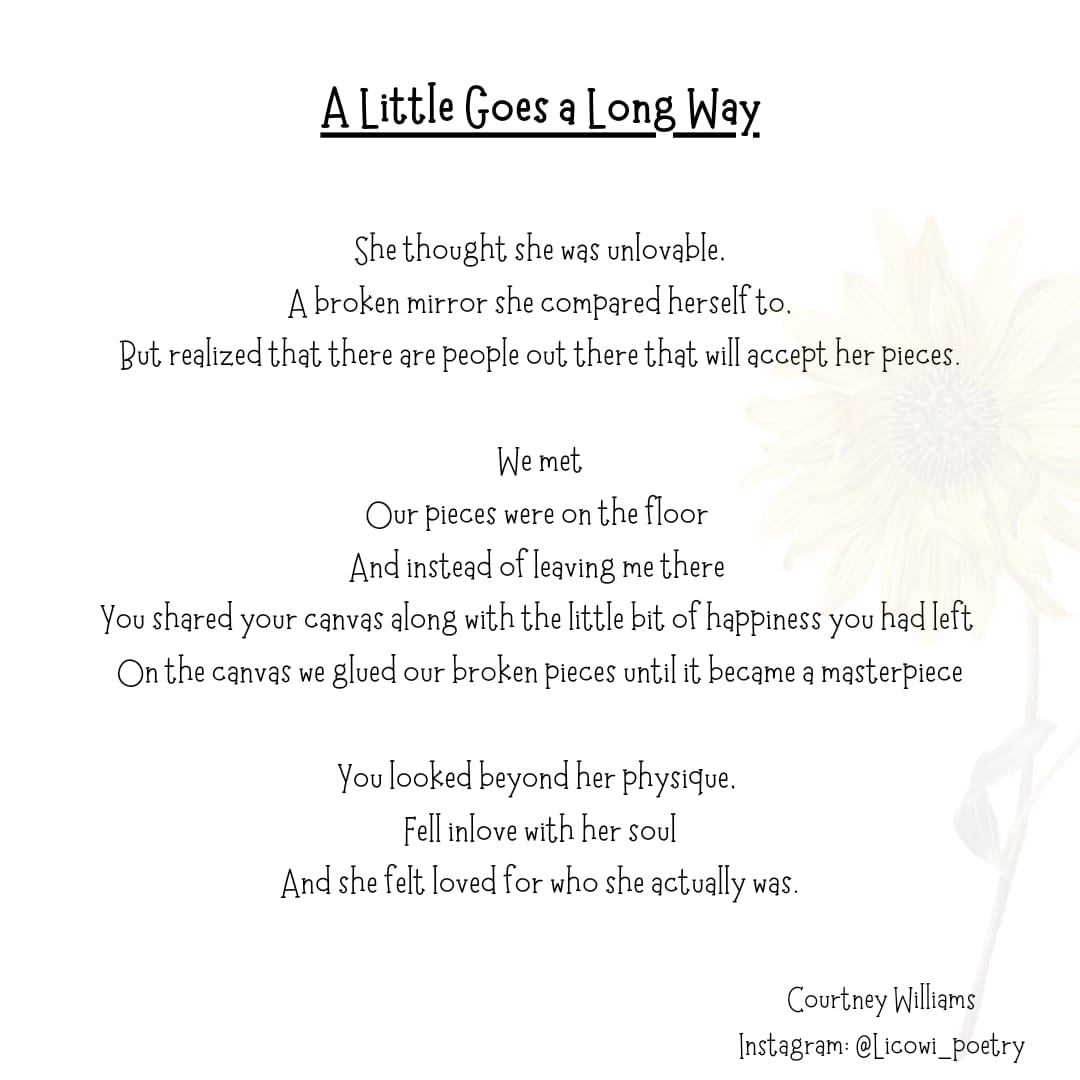 A Little Goes a Long Way
She thought she was unlovable,
A broken mirror she compared herself to,
But realized that there are people out there that will accept her pieces.
We met
Our pieces were on the floor
And instead of leaving me there
You shared your canvas along with the little bit of happiness you had left
On the canvas we glued our broken pieces until it became a masterpiece
You looked beyond her physique,
Fell inlove with her soul
And she felt loved for who she actually was.
Courtney Williams
Instagram: @Licowi_poetry